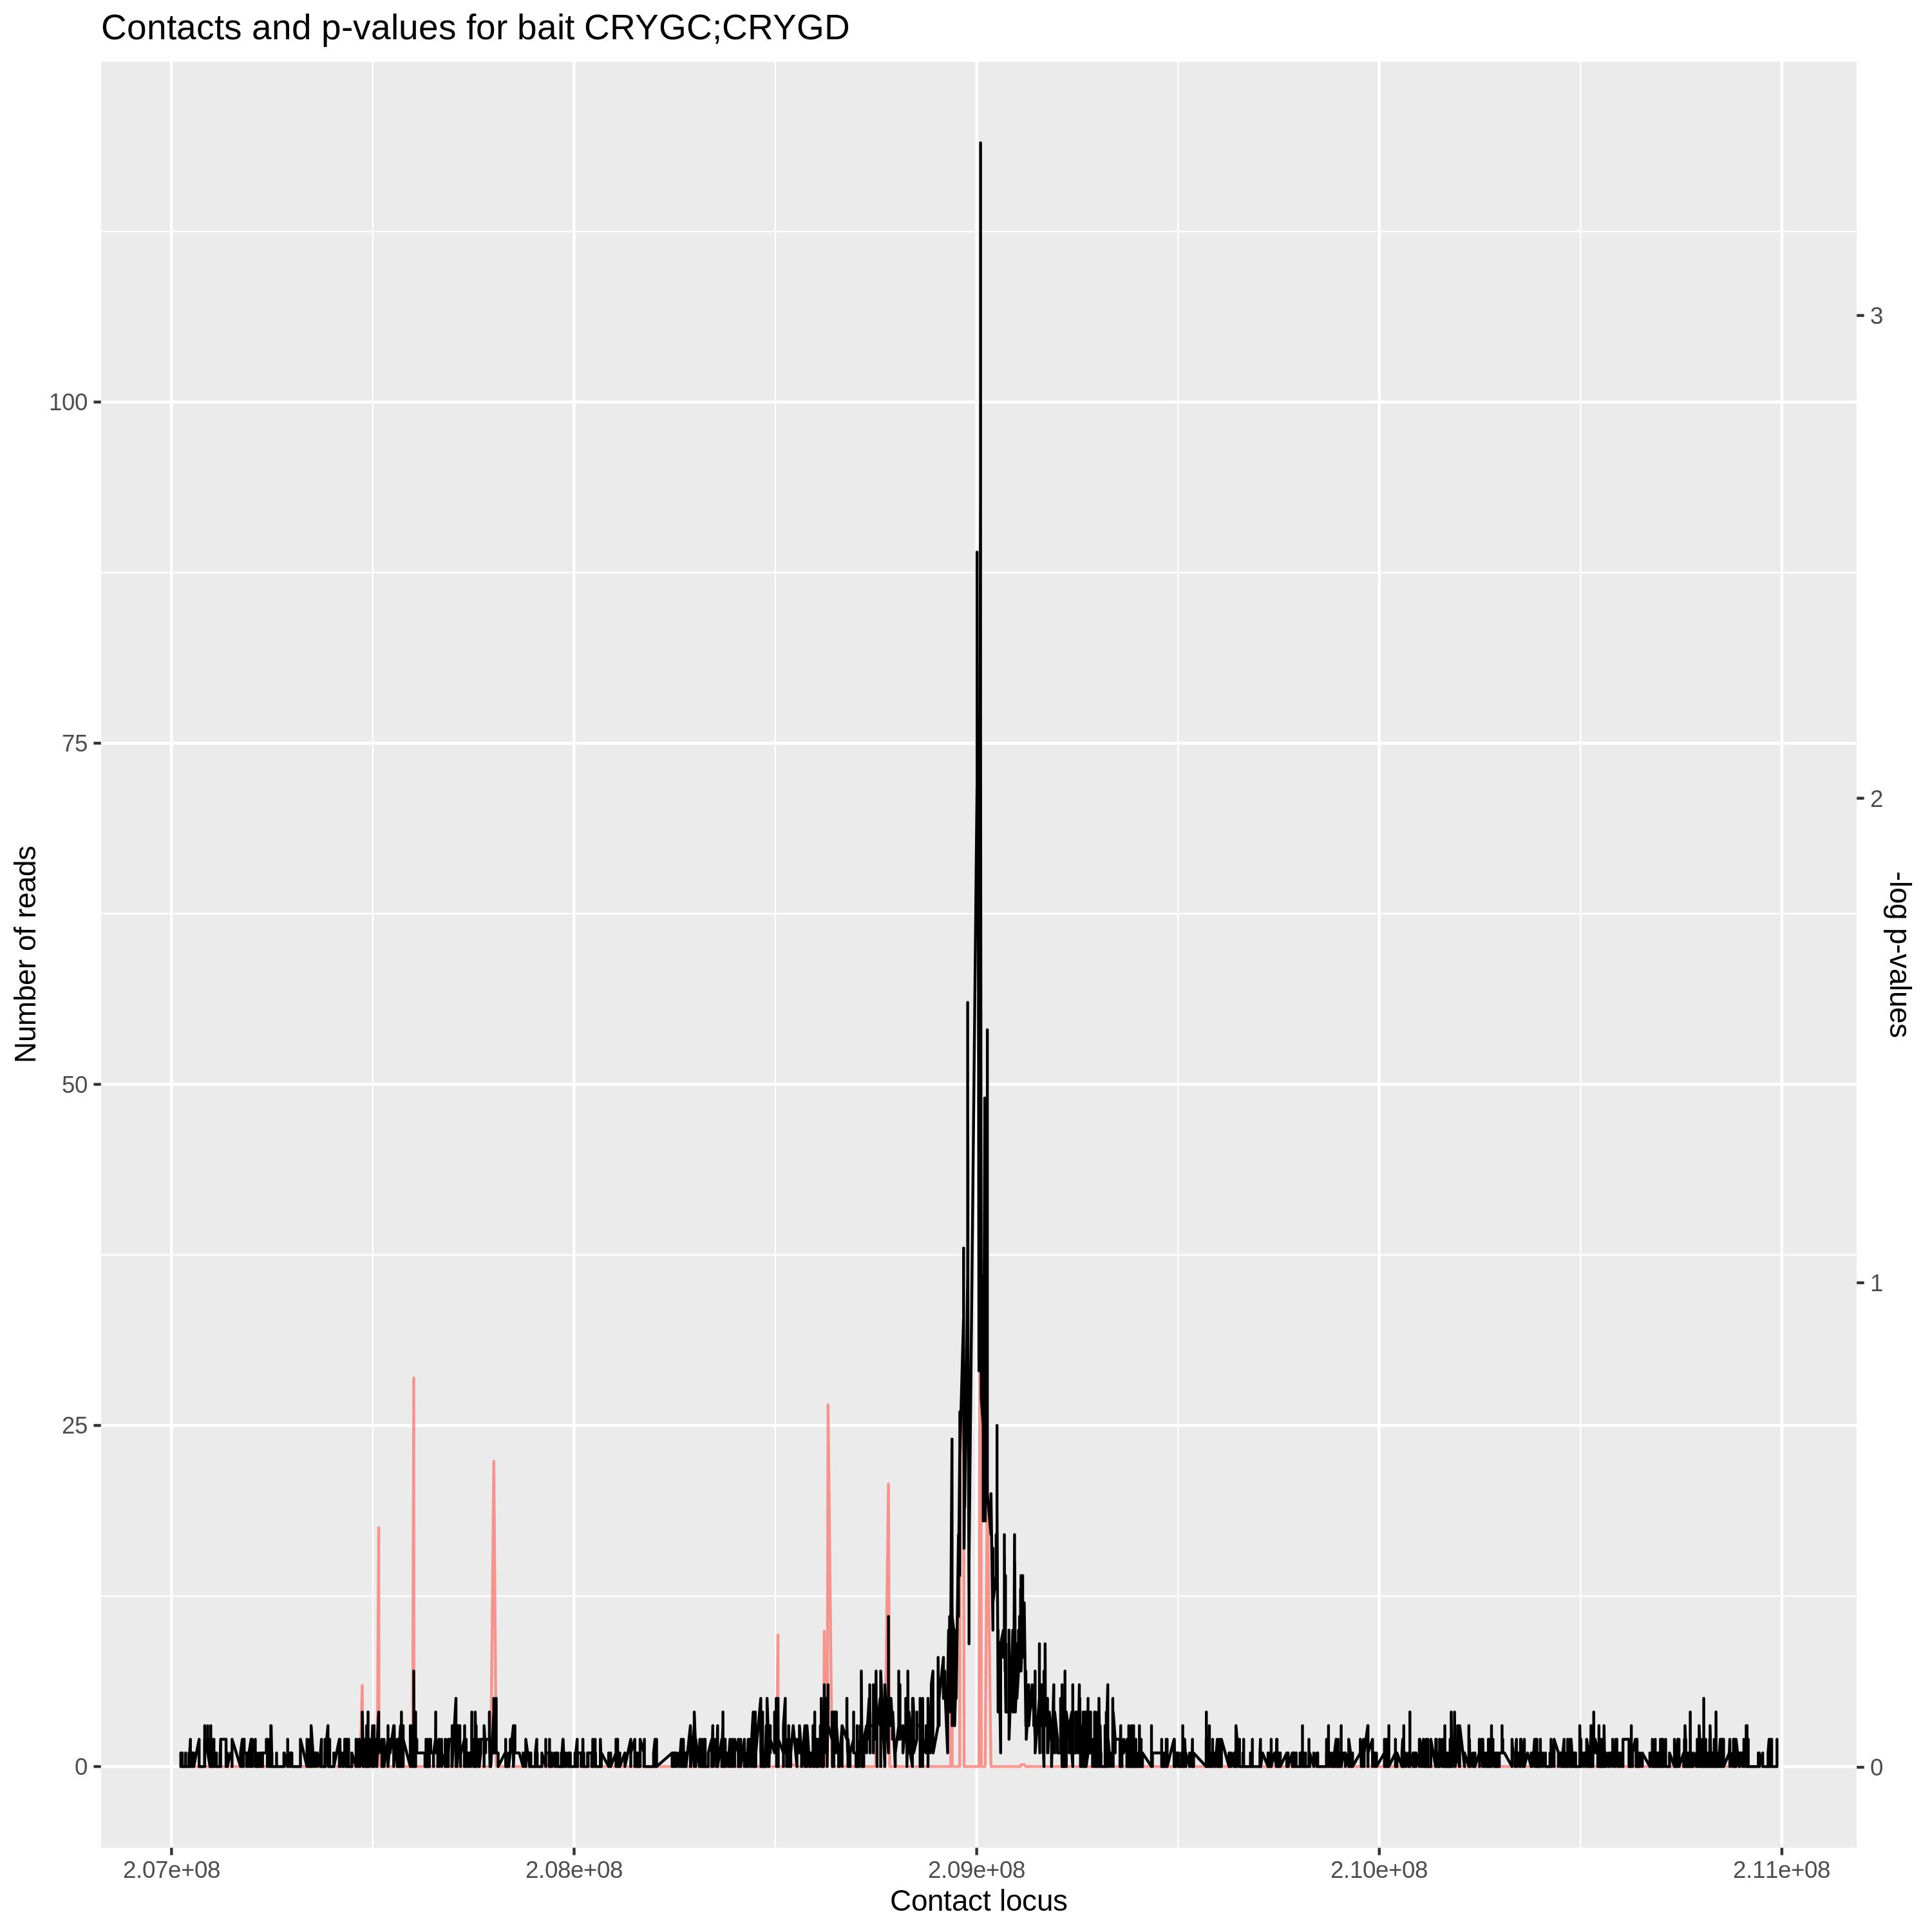 Contacts and p-values for bait CRYGC;CRYGD
Number of reads
100
75
50
25
0
3
2
1
0
-log p-values
2.07e+08 2.08e+08 2.09e+08 2.10e+08 2.11e+08
Contact locus